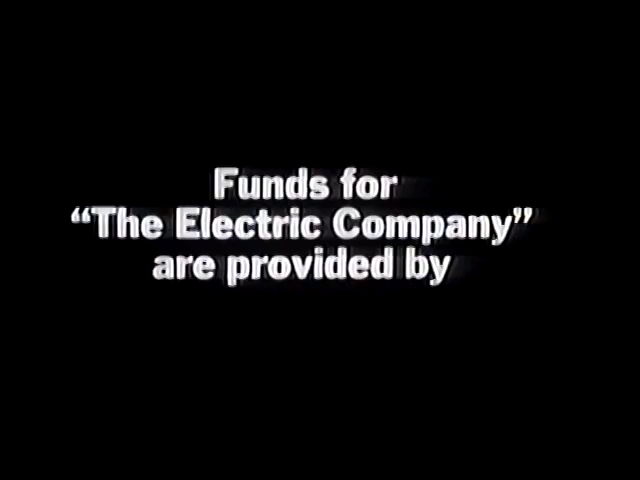 Funds for
“The Electric Company”
are provided by